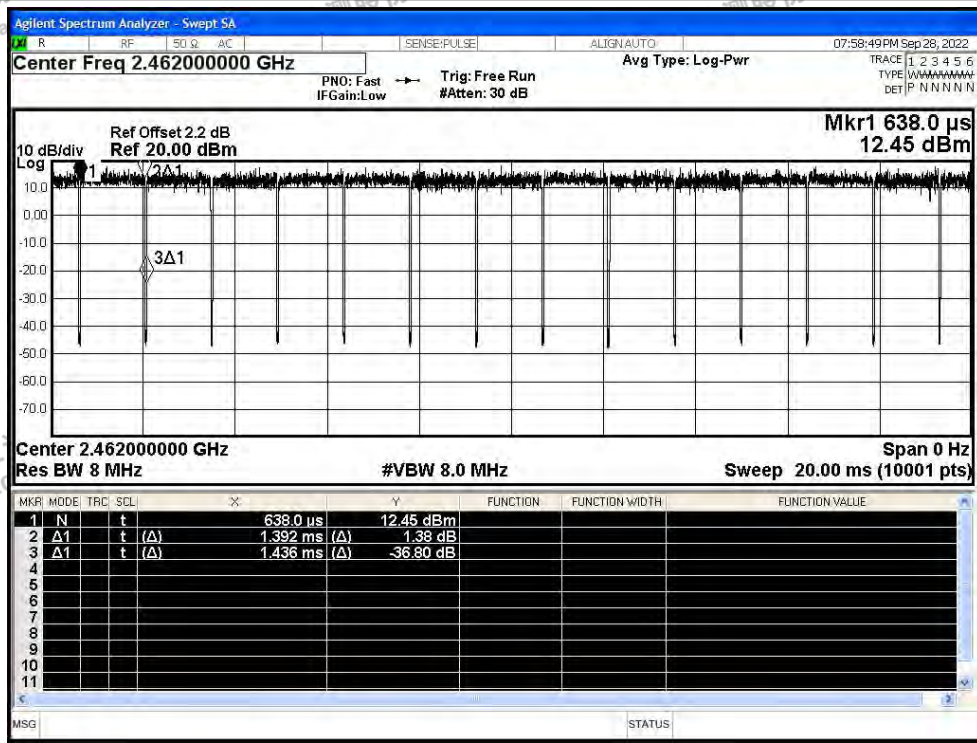 Agilent Spectrum Analyzer - Swept SA
R RF 50 Ω AC SENSE:PULSE ALIGNAUTO 07:58:49 PM Sep 28, 2022
Center Freq 2.462000000 GHz
PNO: Fast
IFGain:Low
Trig: Free Run
#Atten: 30 dB
Avg Type: Log-Pwr
TRACE 1 2 3 4 5 6
TYPE
DET P N N N N N
Mkr1 638.0 µs
12.45 dBm
Ref Offset 2.2 dB
10 dB/div Ref 20.00 dBm
Log
1
2Δ1
10.0
0.00
-10.0
3Δ1
-20.0
-30.0
-40.0
-50.0
-60.0
-70.0
Center 2.462000000 GHz Span 0 Hz
Res BW 8 MHz #VBW 8.0 MHz Sweep 20.00 ms (10001 pts)
MKR MODE TRC SCL X Y FUNCTION FUNCTION WIDTH FUNCTION VALUE
1 N t 638.0 µs 12.45 dBm
2 Δ1 t (Δ) 1.392 ms (Δ) 1.38 dB
3 Δ1 t (Δ) 1.436 ms (Δ) -36.80 dB
4
5
6
7
8
9
10
11
MSG STATUS